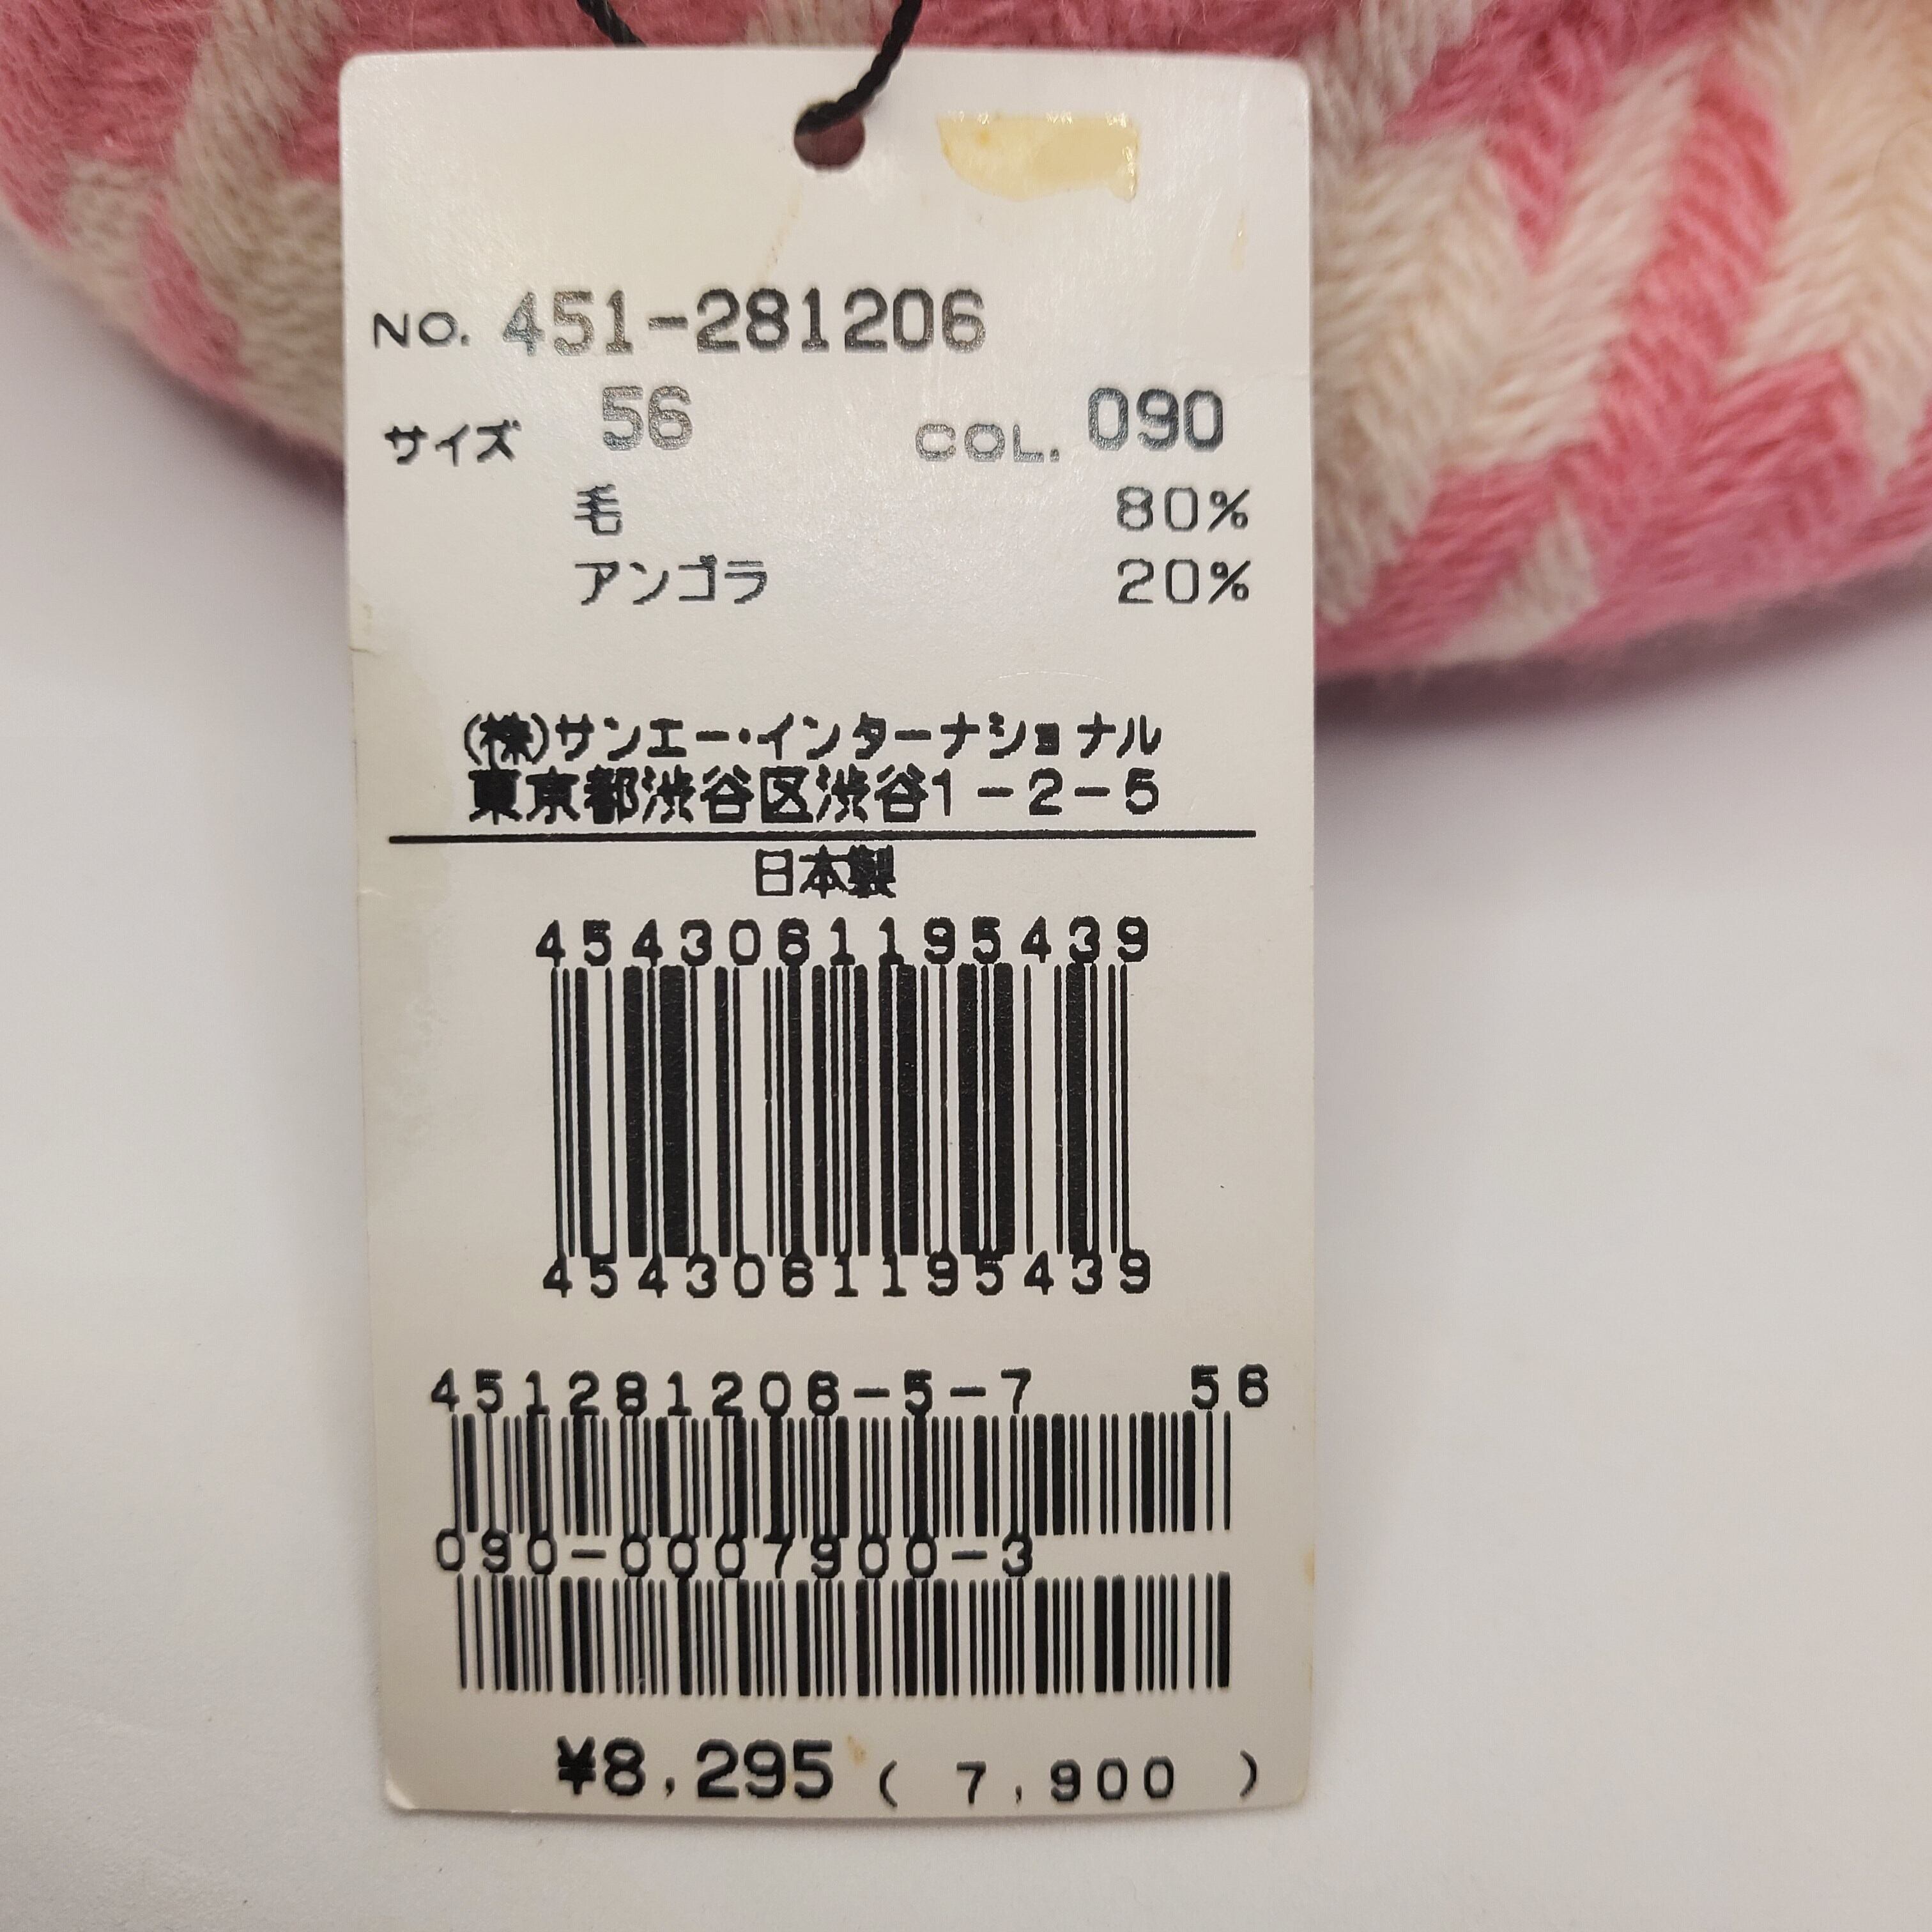 NO. 451-281206
サイズ 56 COL. 090
毛 80%
アンゴラ 20%
(株)サンエー・インターナショナル
東京都渋谷区渋谷1-2-5
日本製
4543061195439
4543061195439
451281206-5-7 56
090-0007900-3
¥8,295 ( 7,900 )